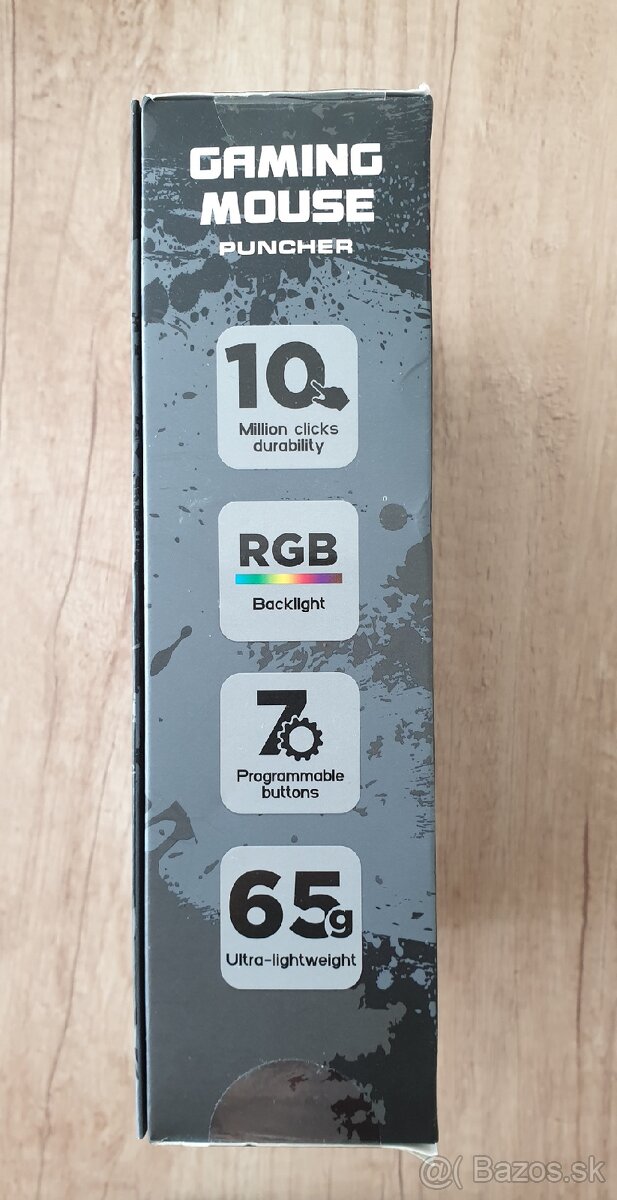 GAMING
MOUSE
PUNCHER
10
Million clicks
durability
RGB
Backlight
7
Programmable
buttons
65g
Ultra-lightweight
@( Bazos.sk